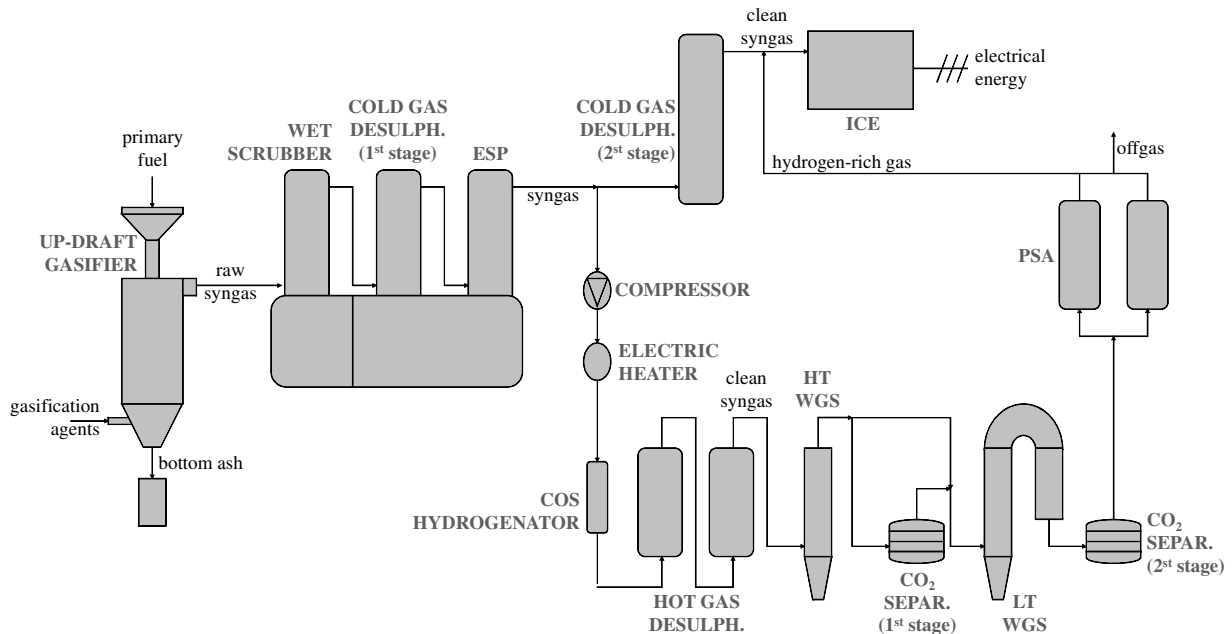 clean
syngas
electrical
energy
ICE
COLD GAS
DESULPH.
(2st stage)
COLD GAS
DESULPH.
(1st stage)
WET
SCRUBBER
ESP
primary
fuel
syngas
hydrogen-rich gas
offgas
UP-DRAFT
GASIFIER
raw
syngas
PSA
COMPRESSOR
ELECTRIC
HEATER
gasification
agents
bottom ash
clean
syngas
HT
WGS
COS
HYDROGENATOR
HOT GAS
DESULPH.
CO2
SEPAR.
(1st stage)
LT
WGS
CO2
SEPAR.
(2st stage)